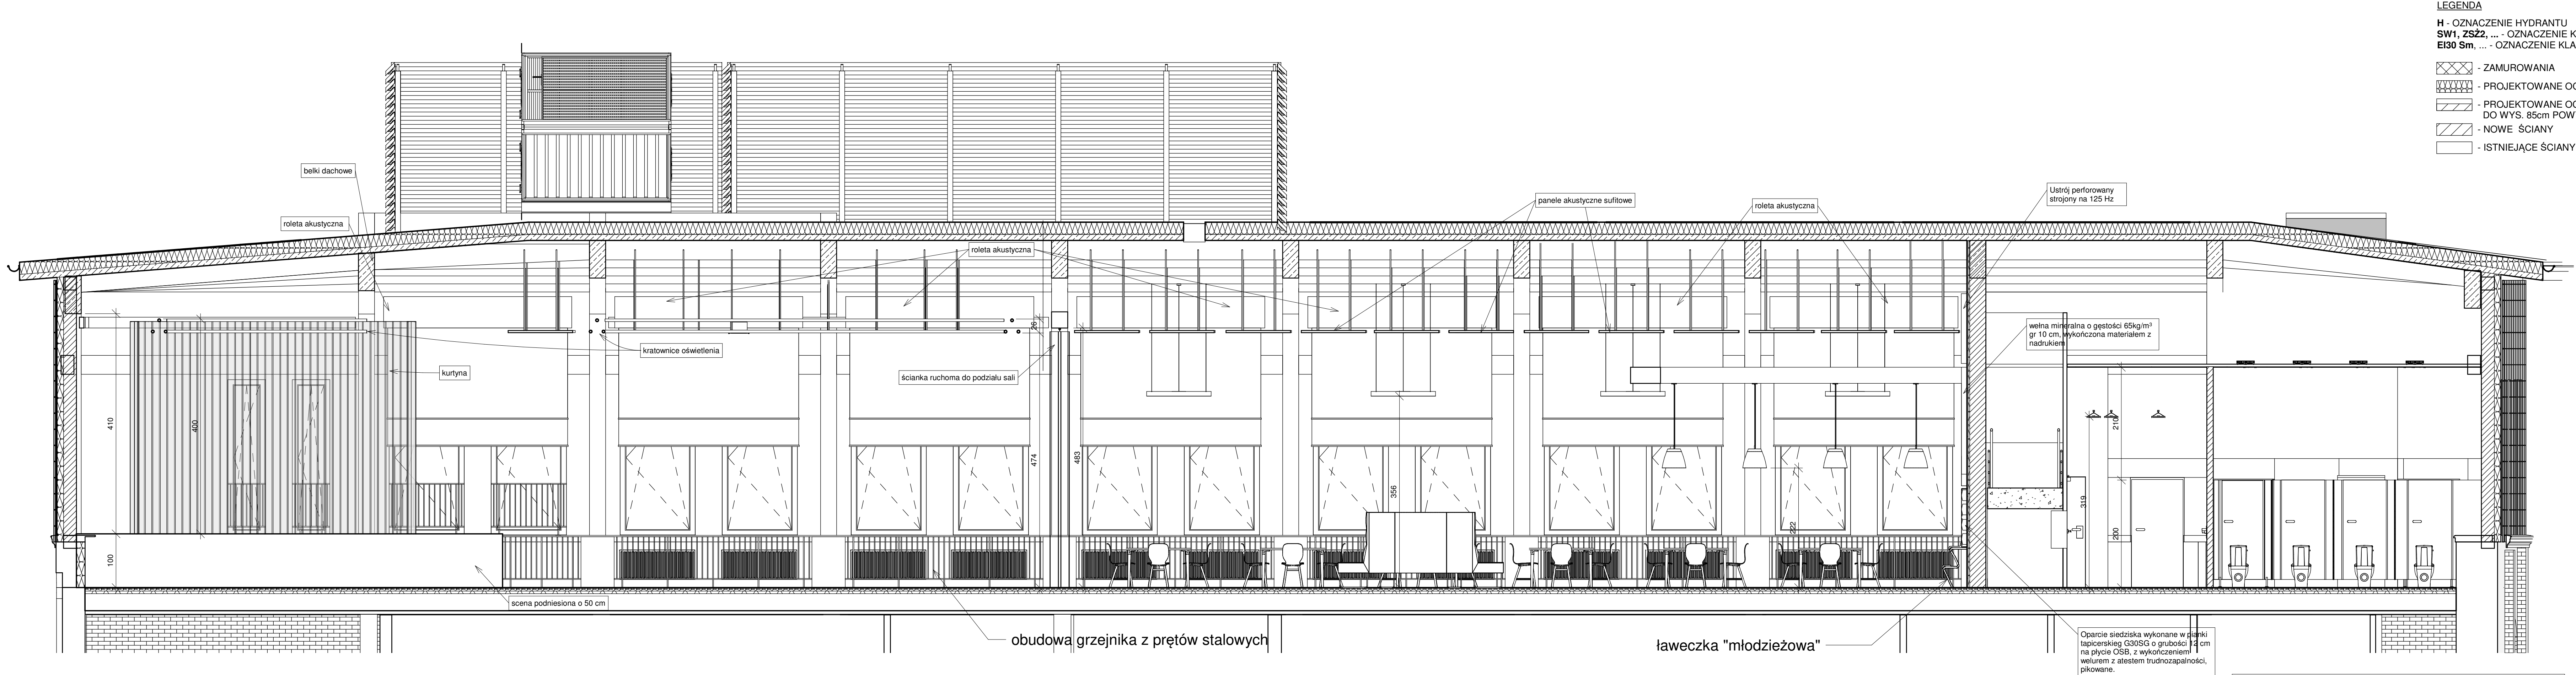 LEGENDA
H - OZNACZENIE HYDRANTU
SW1, ZSŻ2, ... - OZNACZENIE K
EI30 Sm, ... - OZNACZENIE KLA
- ZAMUROWANIA
- PROJEKTOWANE OC
- PROJEKTOWANE OC
DO WYS. 85cm POW
- NOWE ŚCIANY
- ISTNIEJĄCE ŚCIANY
belki dachowe
roleta akustyczna
roleta akustyczna
panele akustyczne sufitowe
roleta akustyczna
Ustrój perforowany
strojony na 125 Hz
wełna mineralna o gęstości 65kg/m³
gr 10 cm, wykończona materiałem z
nadrukiem
kratownice oświetlenia
kurtyna
ścianka ruchoma do podziału sali
26
410
400
474
483
356
222
319
210
200
100
scena podniesiona o 50 cm
obudowa grzejnika z prętów stalowych
ławeczka "młodzieżowa"
Oparcie siedziska wykonane w pianki
tapicerskieg G30SG o grubości 12 cm
na płycie OSB, z wykończeniem
welurem z atestem trudnozapalności,
pikowane.